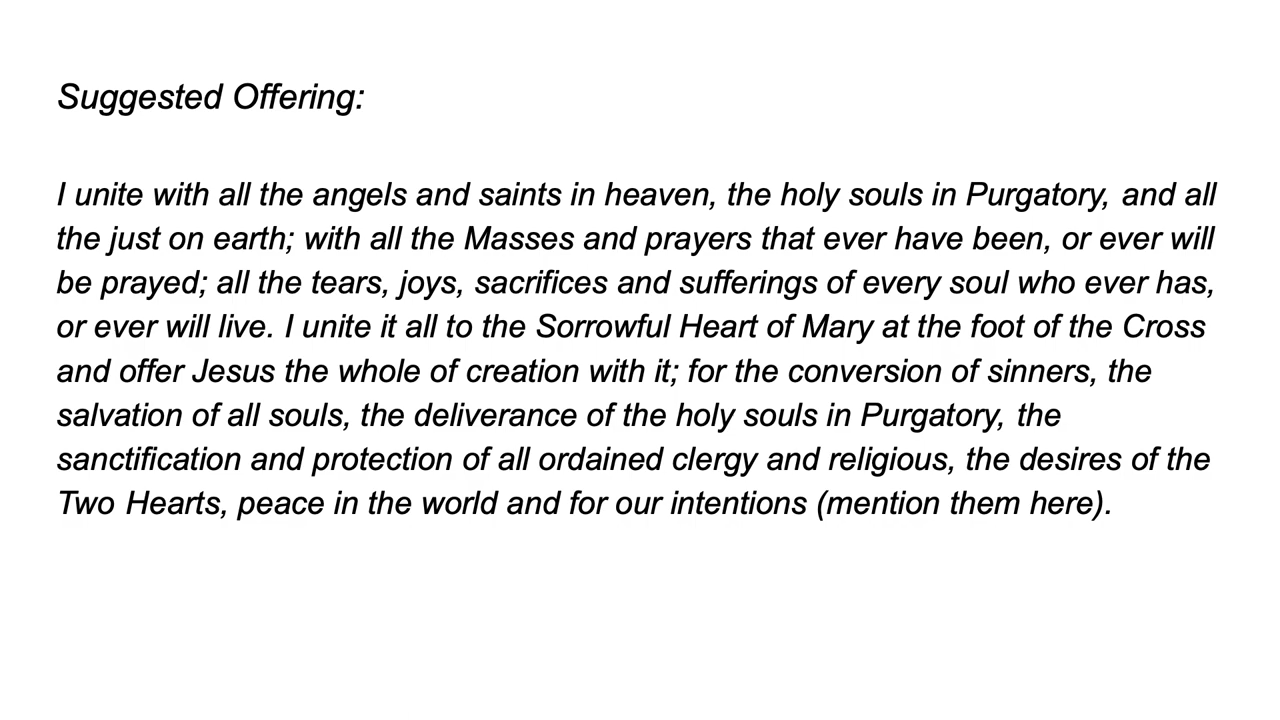 Suggested Offering:
I unite with all the angels and saints in heaven, the holy souls in Purgatory, and all
the just on earth; with all the Masses and prayers that ever have been, or ever will
be prayed; all the tears, joys, sacrifices and sufferings of every soul who ever has,
or ever will live. I unite it all to the Sorrowful Heart of Mary at the foot of the Cross
and offer Jesus the whole of creation with it; for the conversion of sinners, the
salvation of all souls, the deliverance of the holy souls in Purgatory, the
sanctification and protection of all ordained clergy and religious, the desires of the
Two Hearts, peace in the world and for our intentions (mention them here).